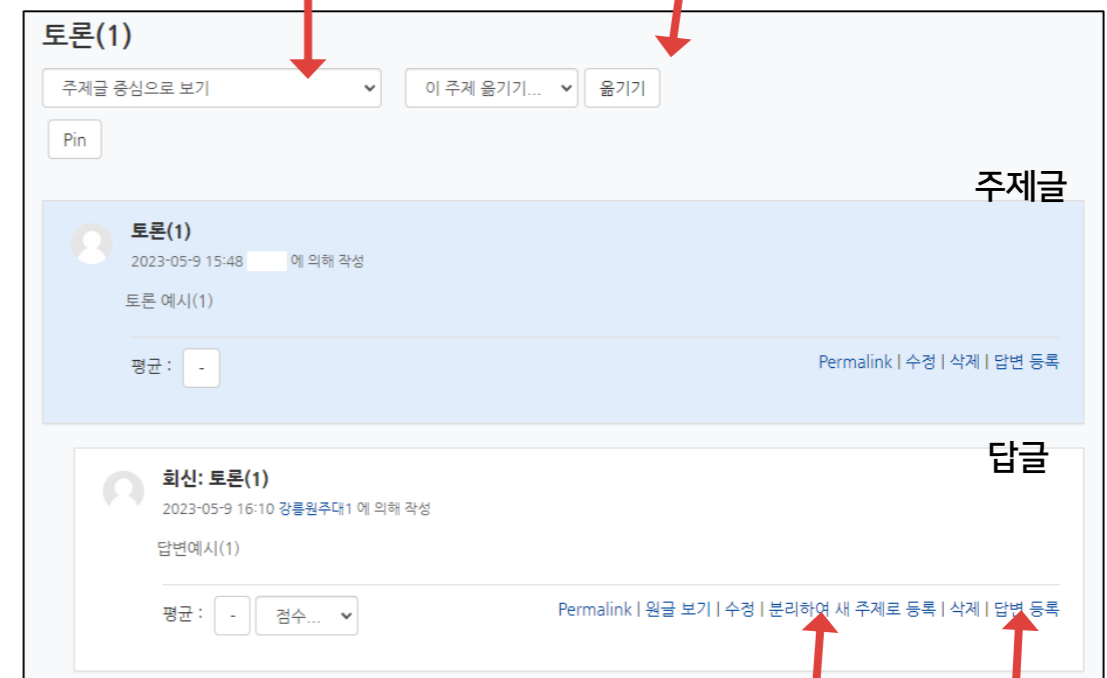 토론(1)
주제글 중심으로 보기 이 주제 옮기기... 옮기기
Pin
주제글
토론(1)
2023-05-9 15:48 에 의해 작성
토론 예시(1)
평균 : - Permalink | 수정 | 삭제 | 답변 등록
답글
회신: 토론(1)
2023-05-9 16:10 강릉원주대1 에 의해 작성
답변예시(1)
평균 : - 점수... Permalink | 원글 보기 | 수정 | 분리하여 새 주제로 등록 | 삭제 | 답변 등록